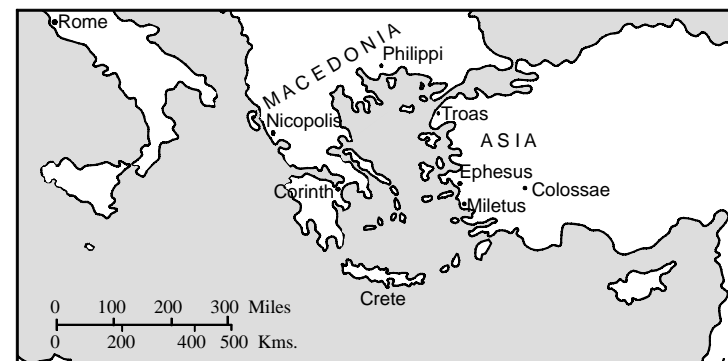 Rome
MACEDONIA
Philippi
Nicopolis
Troas
ASIA
Ephesus
Corinth
Colossae
Miletus
Crete
0 100 200 300 Miles
0 200 400 500 Kms.